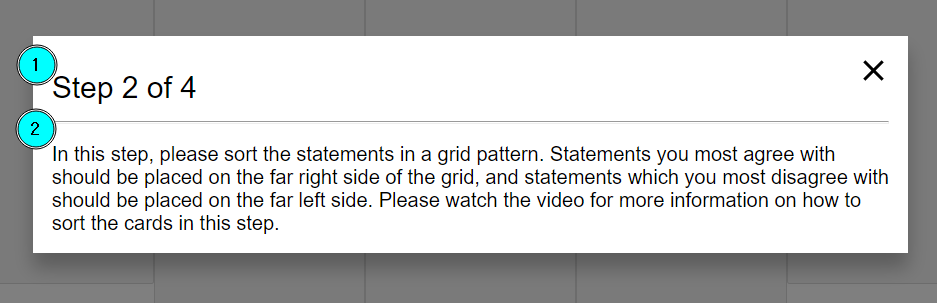 1
Step 2 of 4
2
In this step, please sort the statements in a grid pattern. Statements you most agree with
should be placed on the far right side of the grid, and statements which you most disagree with
should be placed on the far left side. Please watch the video for more information on how to
sort the cards in this step.